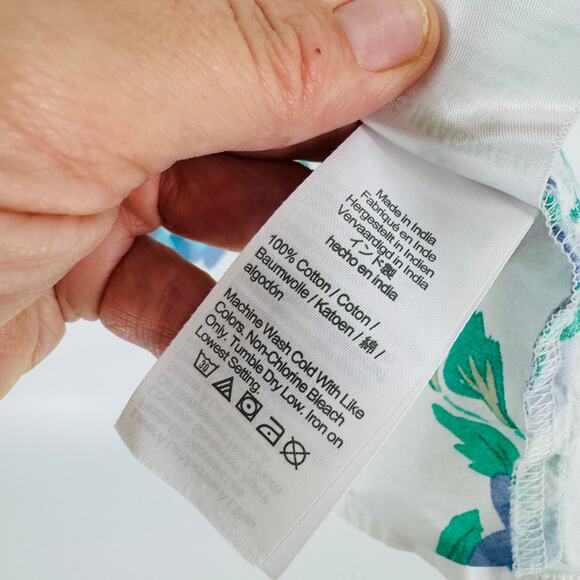 Made in India
Fabriqué en Inde
Hergestellt in Indien
Vervaardigd in India
インド製
hecho en India
100% Cotton / Coton /
Baumwolle / Katoen / 綿 /
algodón
Machine Wash Cold With Like
Colors. Non-Chlorine Bleach
Only. Tumble Dry Low. Iron on
Lowest Setting.
30